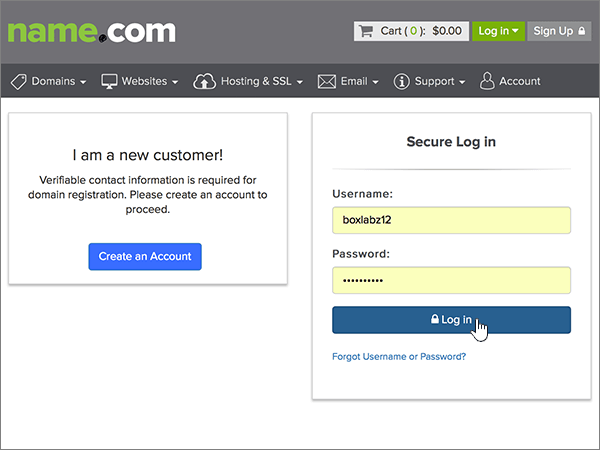 name.com
Cart ( 0 ): $0.00
Log in
Sign Up
Domains
Websites
Hosting & SSL
Email
Support
Account
I am a new customer!
Verifiable contact information is required for
domain registration. Please create an account to
proceed.
Create an Account
Secure Log in
Username:
boxlabz12
Password:
••••••••••
Log in
Forgot Username or Password?